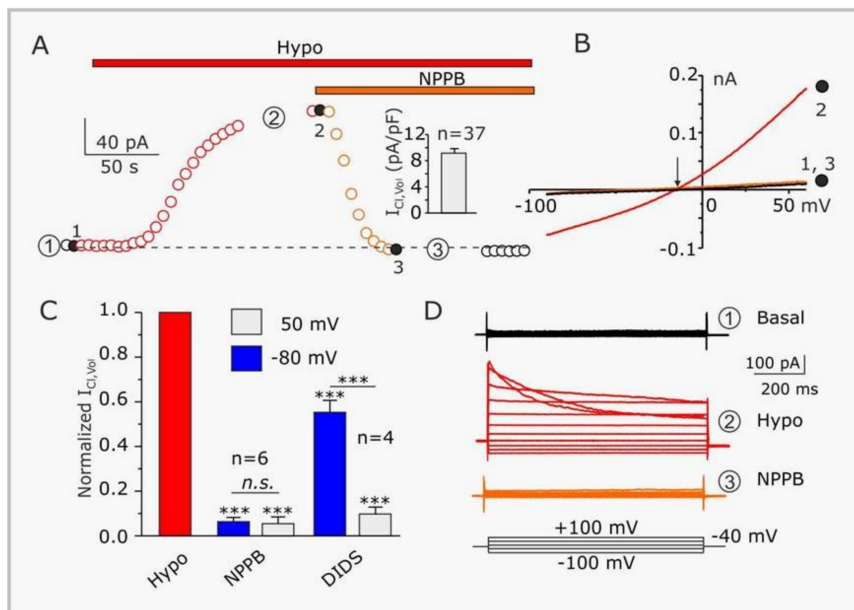 A
Hypo
NPPB
② 2
40 pA
50 s
n=37
I_Cl,Vol (pA/pF)
12
8
4
0
① 1
3 ③
B
0.2
nA
2
0.1
1, 3
-100
0
50 mV
-0.1
C
1.0
0.8
0.6
0.4
0.2
0.0
Normalized I_Cl,Vol
50 mV
-80 mV
***
***
n=6
n.s.
n=4
***
***
***
Hypo
NPPB
DIDS
D
① Basal
100 pA
200 ms
② Hypo
③ NPPB
+100 mV
-40 mV
-100 mV